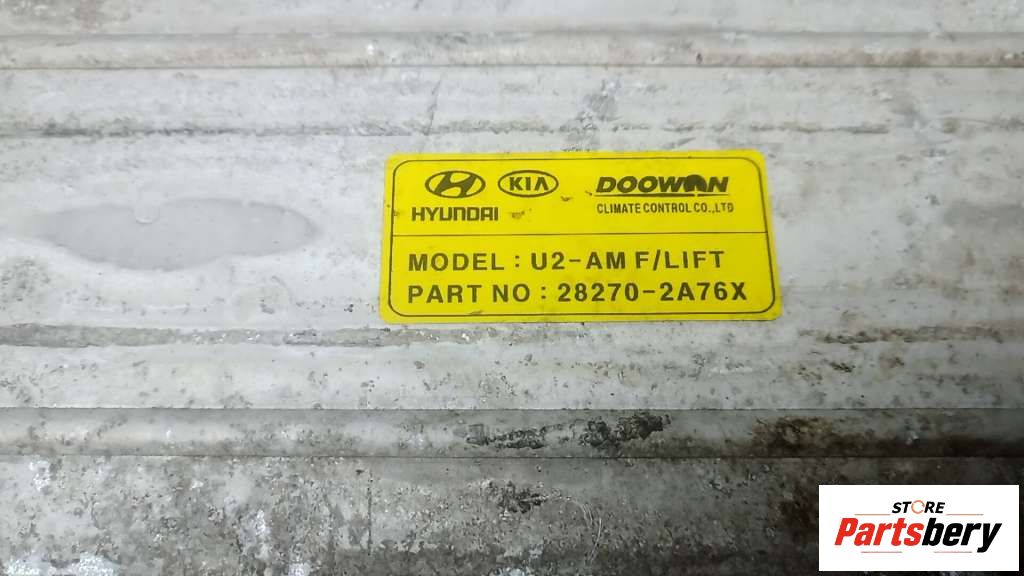 HYUNDAI KIA DOOWON
CLIMATE CONTROL CO.,LTD
MODEL : U2-AM F/LIFT
PART NO : 28270-2A76X
STORE
Partsbery